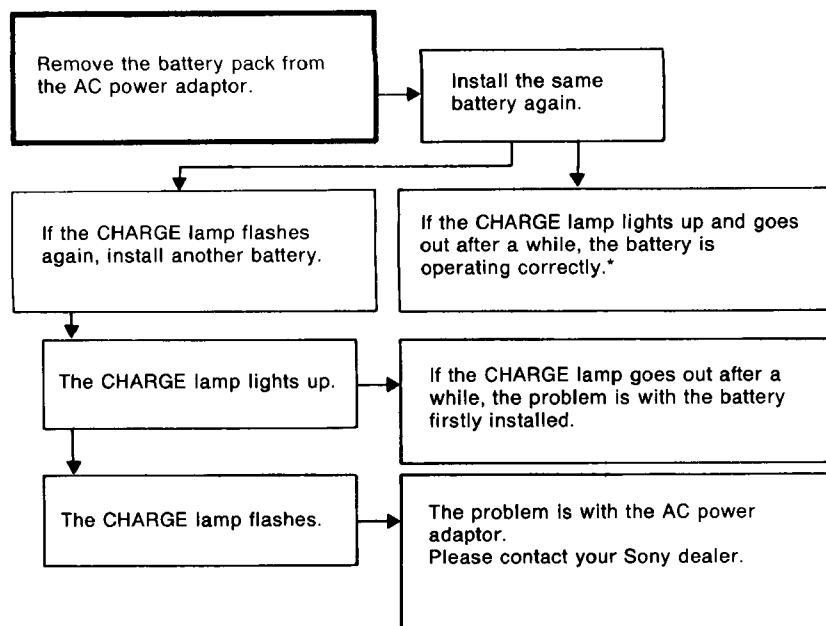 Remove the battery pack from
the AC power adaptor.
Install the same
battery again.
If the CHARGE lamp flashes
again, install another battery.
If the CHARGE lamp lights up and goes
out after a while, the battery is
operating correctly.*
The CHARGE lamp lights up.
If the CHARGE lamp goes out after a
while, the problem is with the battery
firstly installed.
The CHARGE lamp flashes.
The problem is with the AC power
adaptor.
Please contact your Sony dealer.